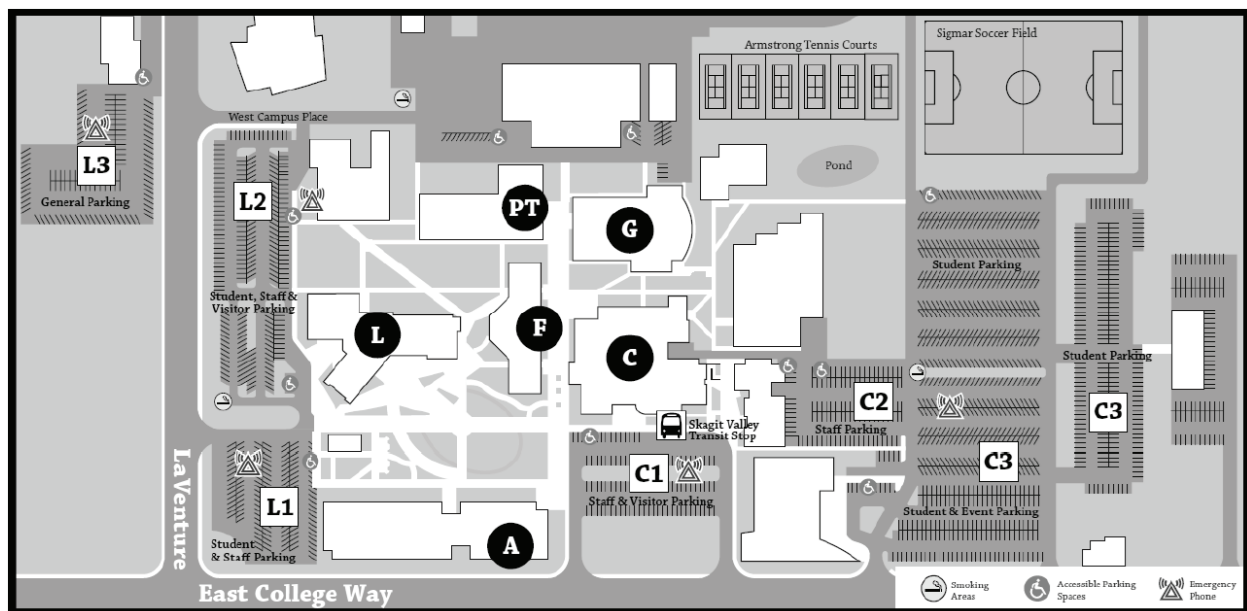 Armstrong Tennis Courts
Sigmar Soccer Field
West Campus Place
L3
General Parking
L2
PT
G
Pond
Student Parking
Student, Staff &
Visitor Parking
L
F
C
Student Parking
C2
Staff Parking
C3
Skagit Valley
Transit Stop
C1
Staff & Visitor Parking
C3
Student & Event Parking
L1
Student
& Staff Parking
A
LaVenture
East College Way
Smoking
Areas
Accessible Parking
Spaces
Emergency
Phone